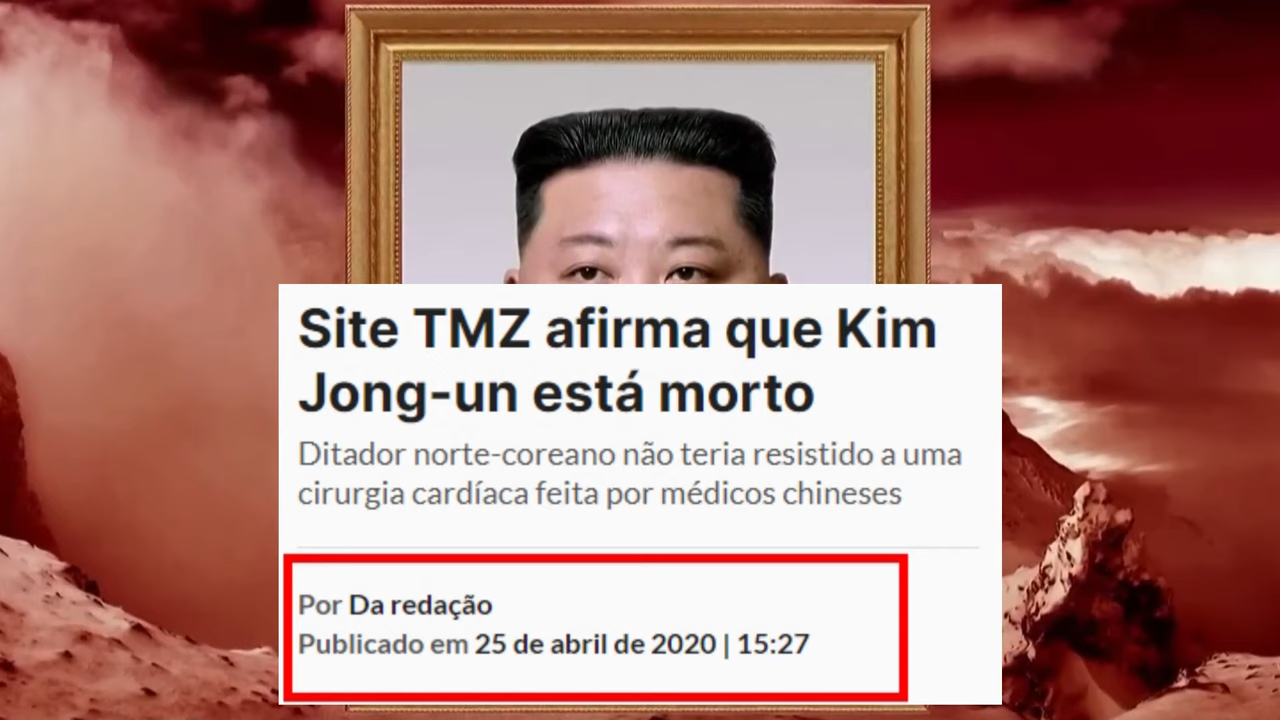 Site TMZ afirma que Kim
Jong-un está morto
Ditador norte-coreano não teria resistido a uma
cirurgia cardíaca feita por médicos chineses
Por Da redação
Publicado em 25 de abril de 2020 | 15:27